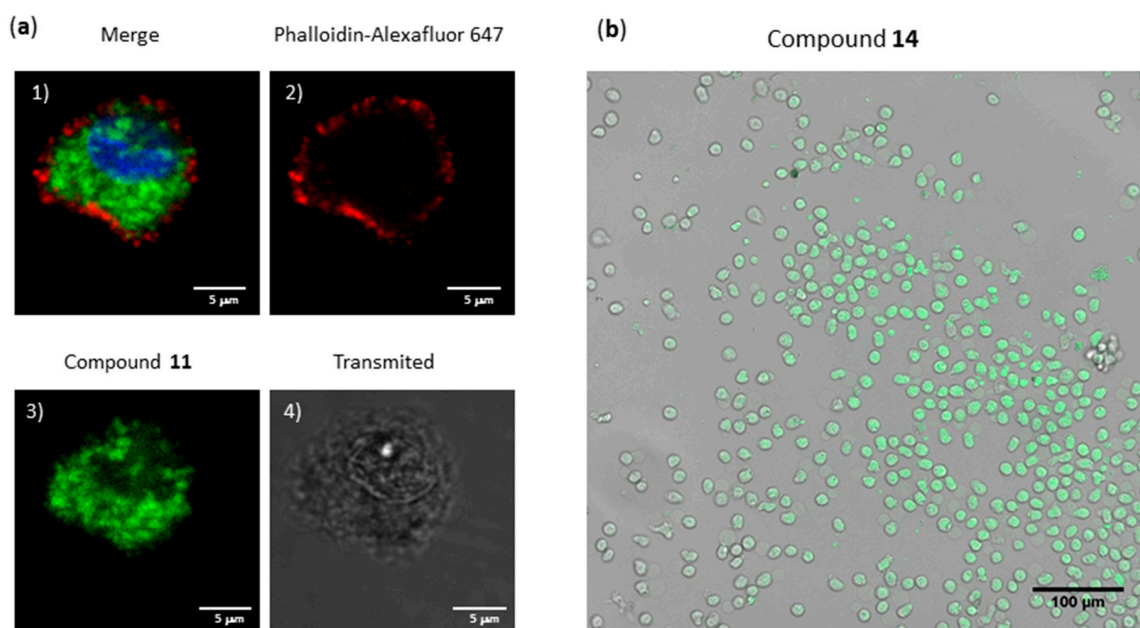 (a)
Merge
Phalloidin-Alexafluor 647
1)
2)
5 µm
5 µm
Compound 11
Transmited
3)
4)
5 µm
5 µm
(b)
Compound 14
100 µm